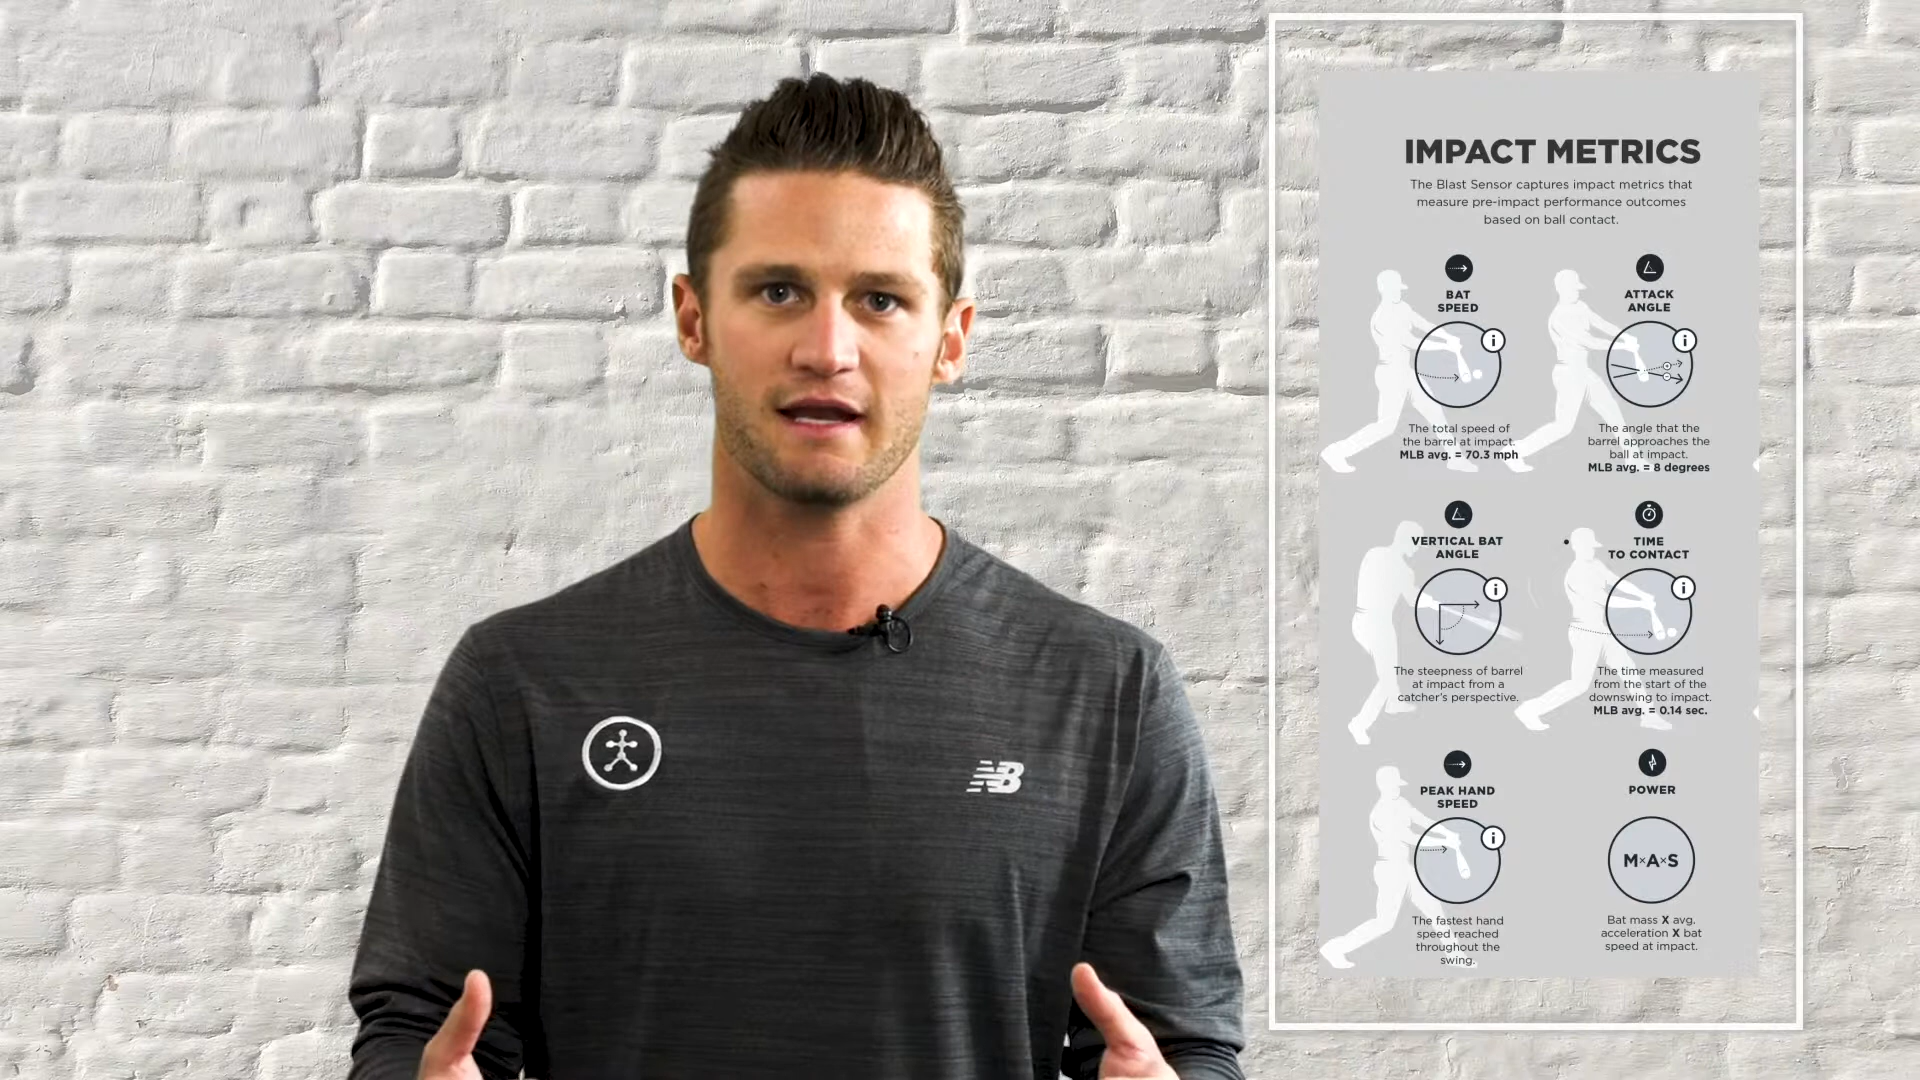 IMPACT METRICS
The Blast Sensor captures impact metrics that
measure pre-impact performance outcomes
based on ball contact.
BAT
SPEED
i
The total speed of
the barrel at impact.
MLB avg. = 70.3 mph
ATTACK
ANGLE
i
The angle that the
barrel approaches the
ball at impact.
MLB avg. = 8 degrees
VERTICAL BAT
ANGLE
i
The steepness of barrel
at impact from a
catcher's perspective.
TIME
TO CONTACT
i
The time measured
from the start of the
downswing to impact.
MLB avg. = 0.14 sec.
PEAK HAND
SPEED
i
The fastest hand
speed reached
throughout the
swing.
POWER
M×A×S
Bat mass X avg.
acceleration X bat
speed at impact.
NB